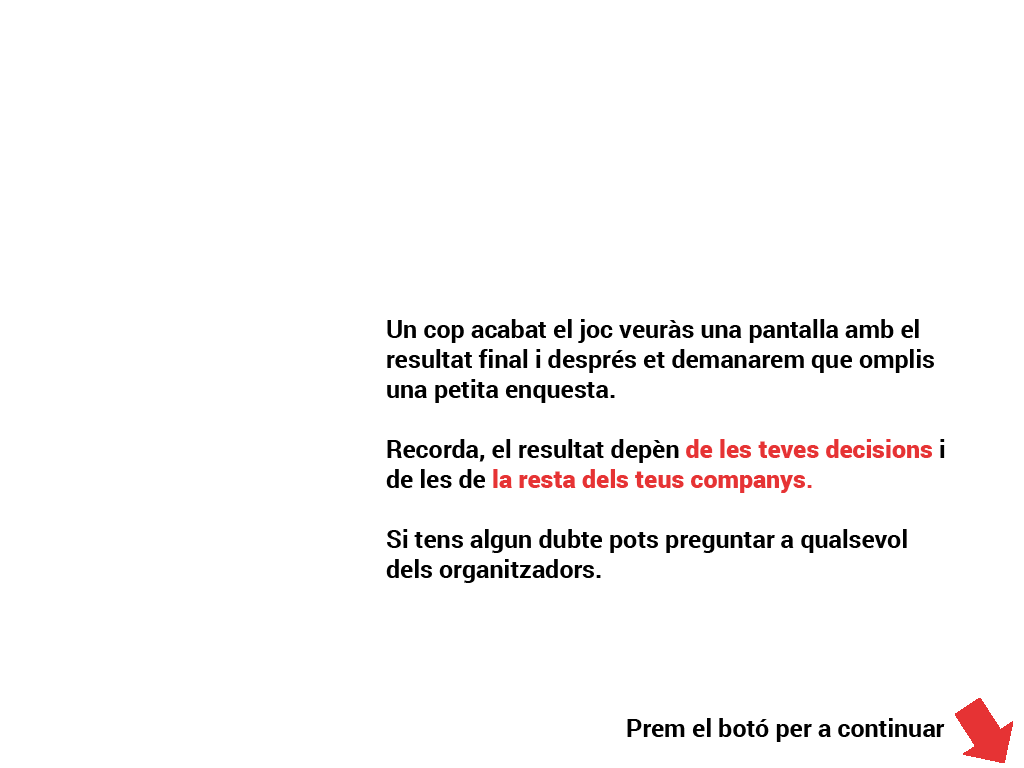 Un cop acabat el joc veuràs una pantalla amb el
resultat final i després et demanarem que omplis
una petita enquesta.
Recorda, el resultat depèn de les teves decisions i
de les de la resta dels teus companys.
Si tens algun dubte pots preguntar a qualsevol
dels organitzadors.
Prem el botó per a continuar